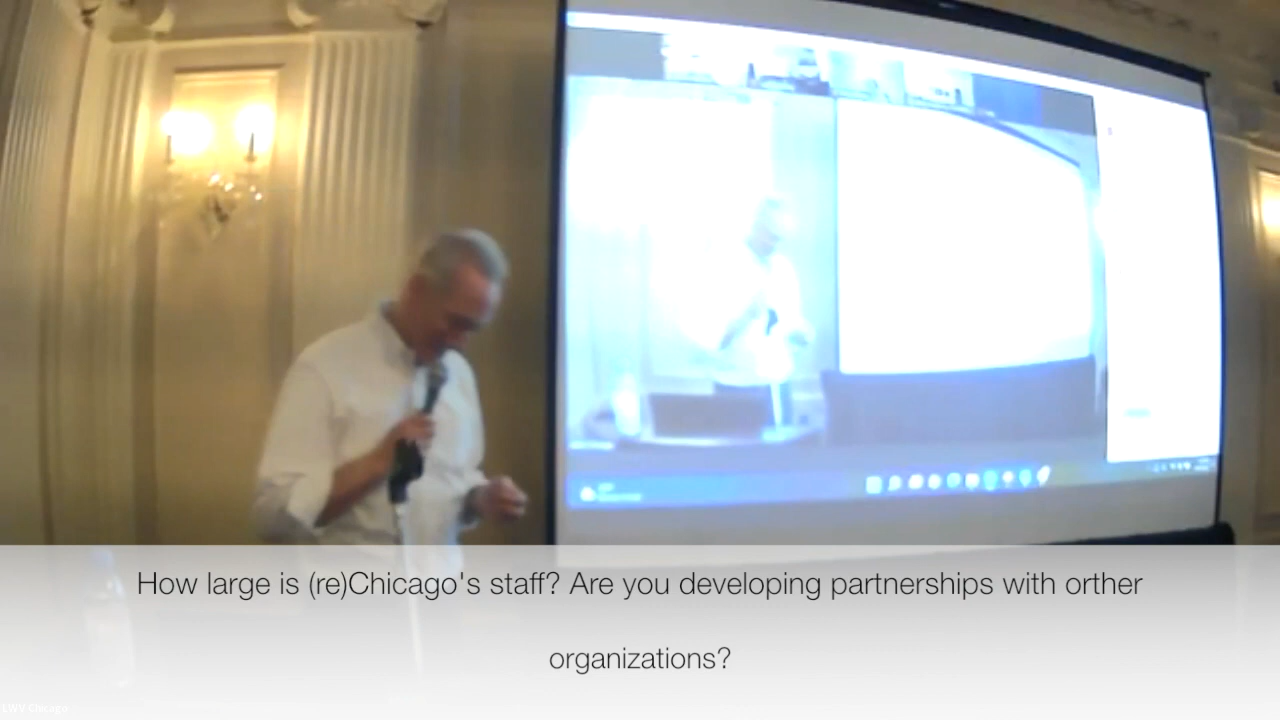 How large is (re)Chicago's staff? Are you developing partnerships with orther
organizations?
LWV Chicago